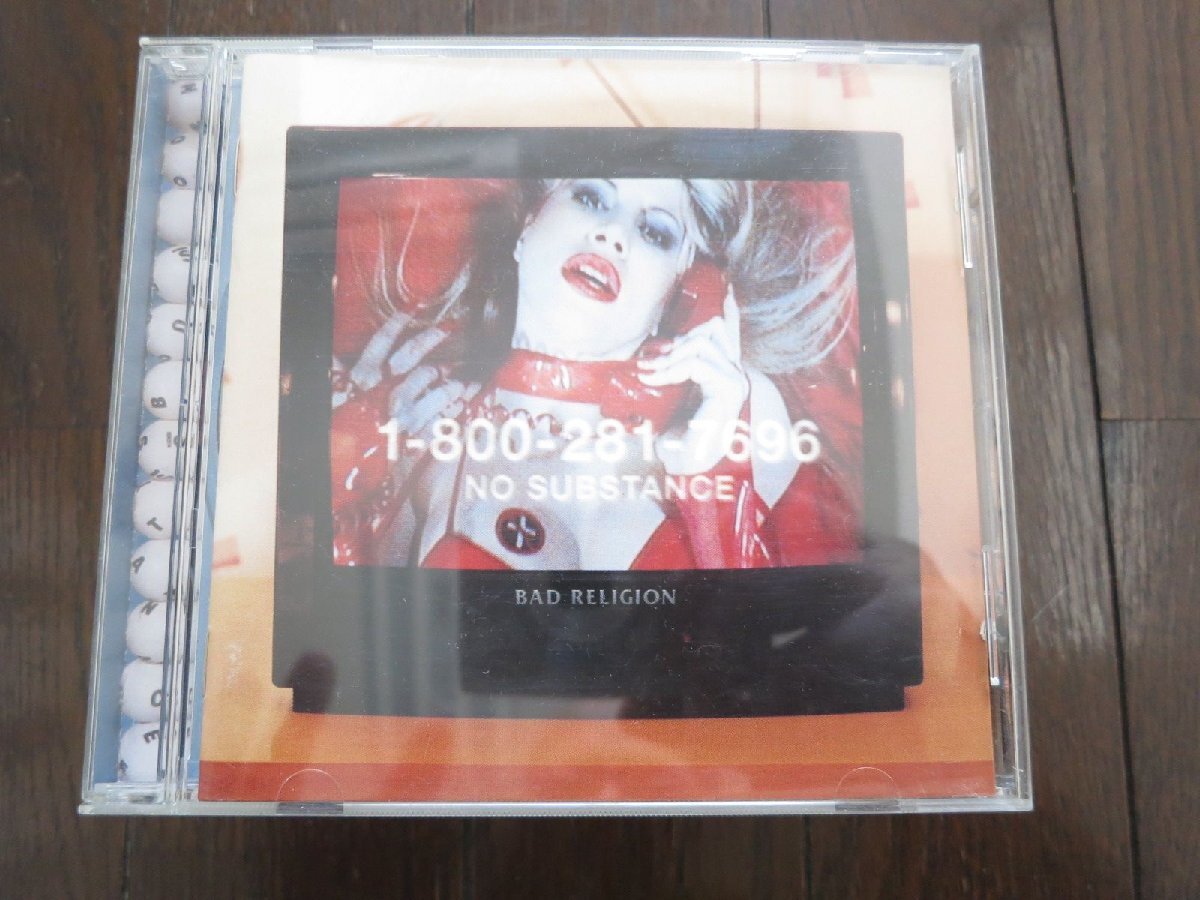 1-800-281-7696
NO SUBSTANCE
BAD RELIGION